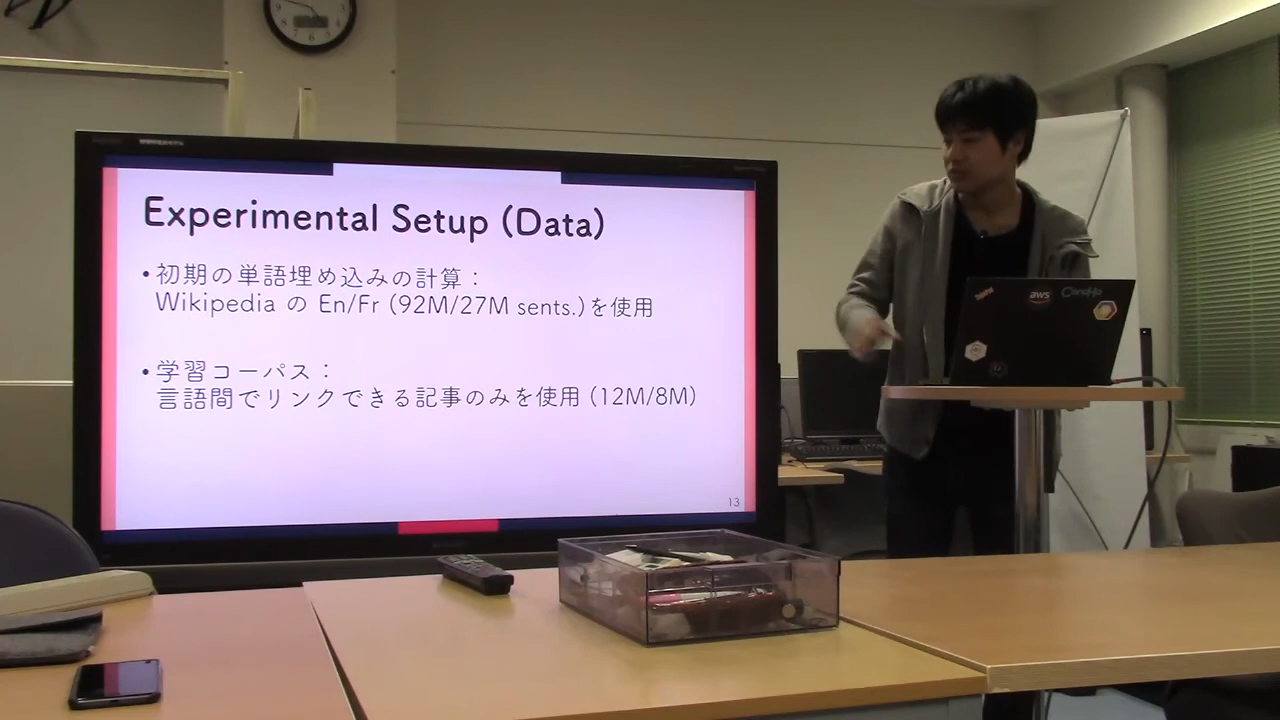 Experimental Setup (Data)
•初期の単語埋め込みの計算：
Wikipedia の En/Fr (92M/27M sents.)を使用
•学習コーパス：
言語間でリンクできる記事のみを使用 (12M/8M)
13
ThinkPad
aws